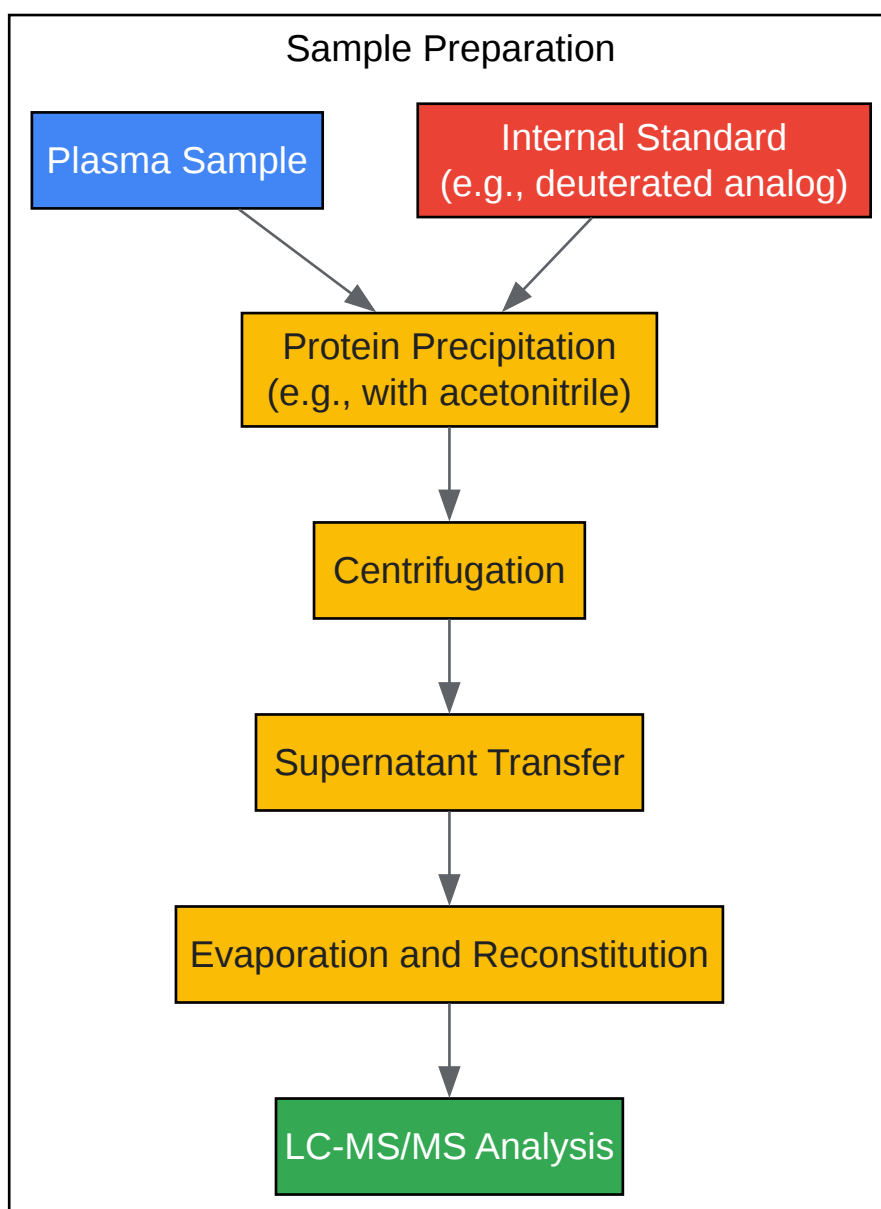 Sample Preparation
Plasma Sample
Internal Standard
(e.g., deuterated analog)
Protein Precipitation
(e.g., with acetonitrile)
Centrifugation
Supernatant Transfer
Evaporation and Reconstitution
LC-MS/MS Analysis